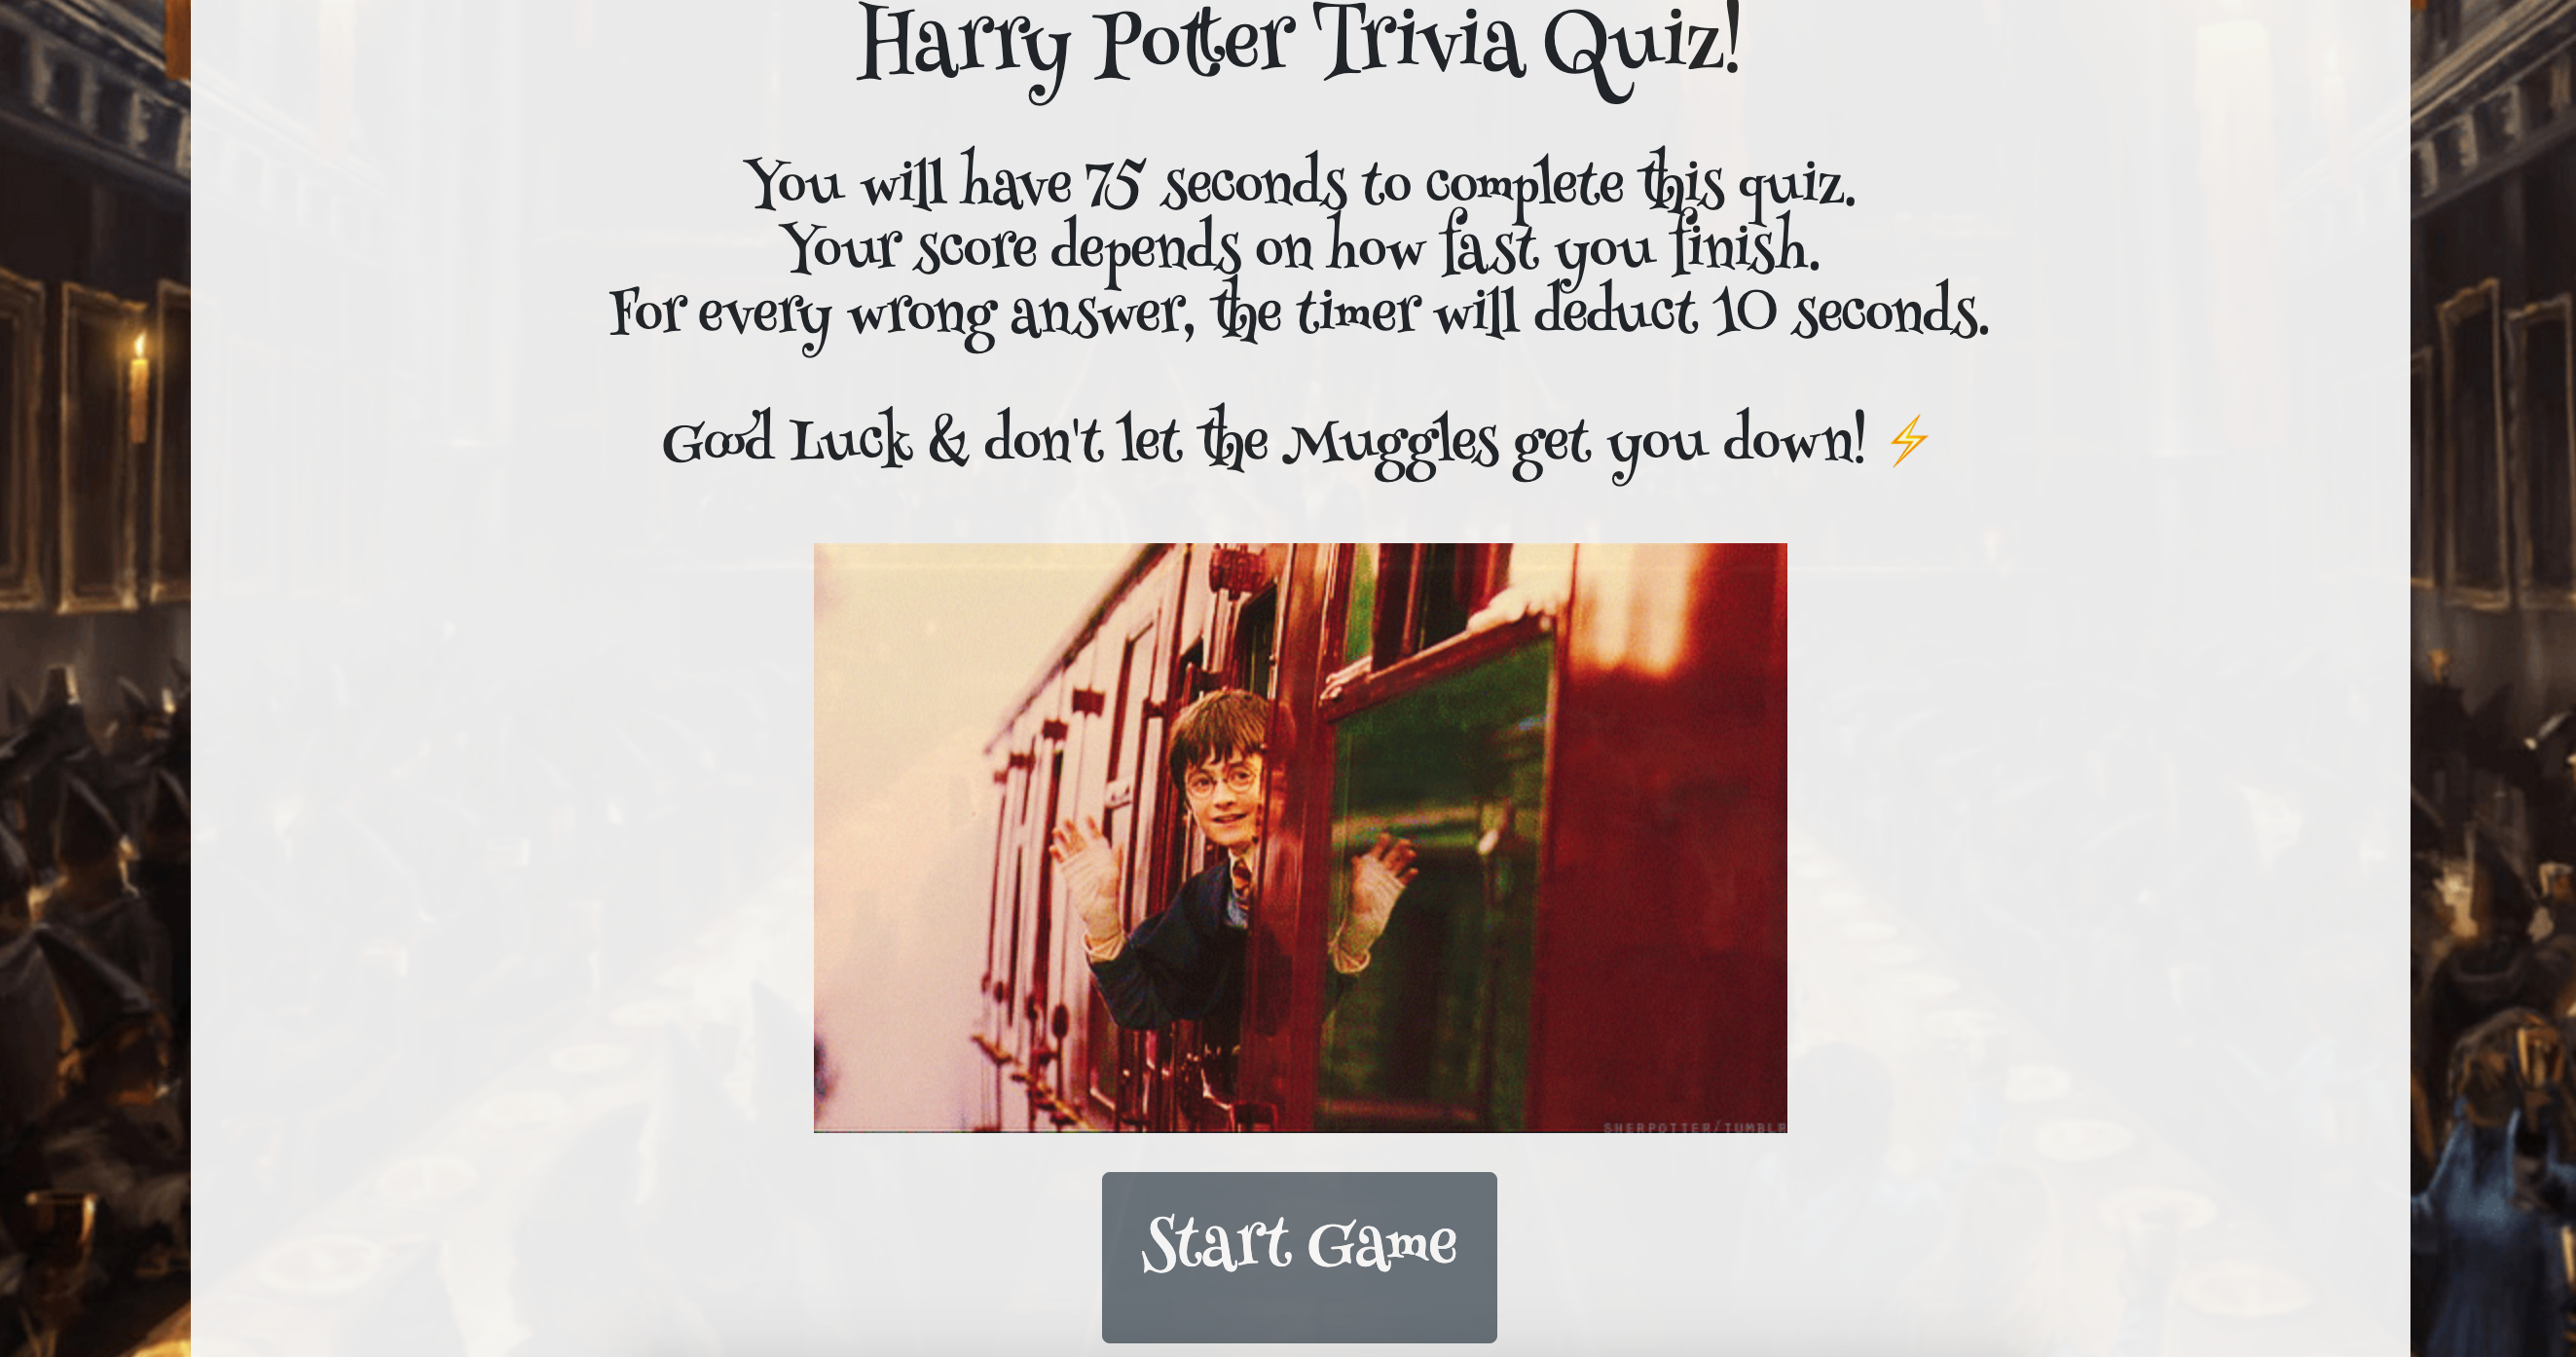 Harry Potter Trivia Quiz!
You will have 75 seconds to complete this quiz.
Your score depends on how fast you finish.
For every wrong answer, the timer will deduct 10 seconds.
Good Luck & don't let the Muggles get you down! ⚡
SHERPOTTER/TUMBLR
Start Game